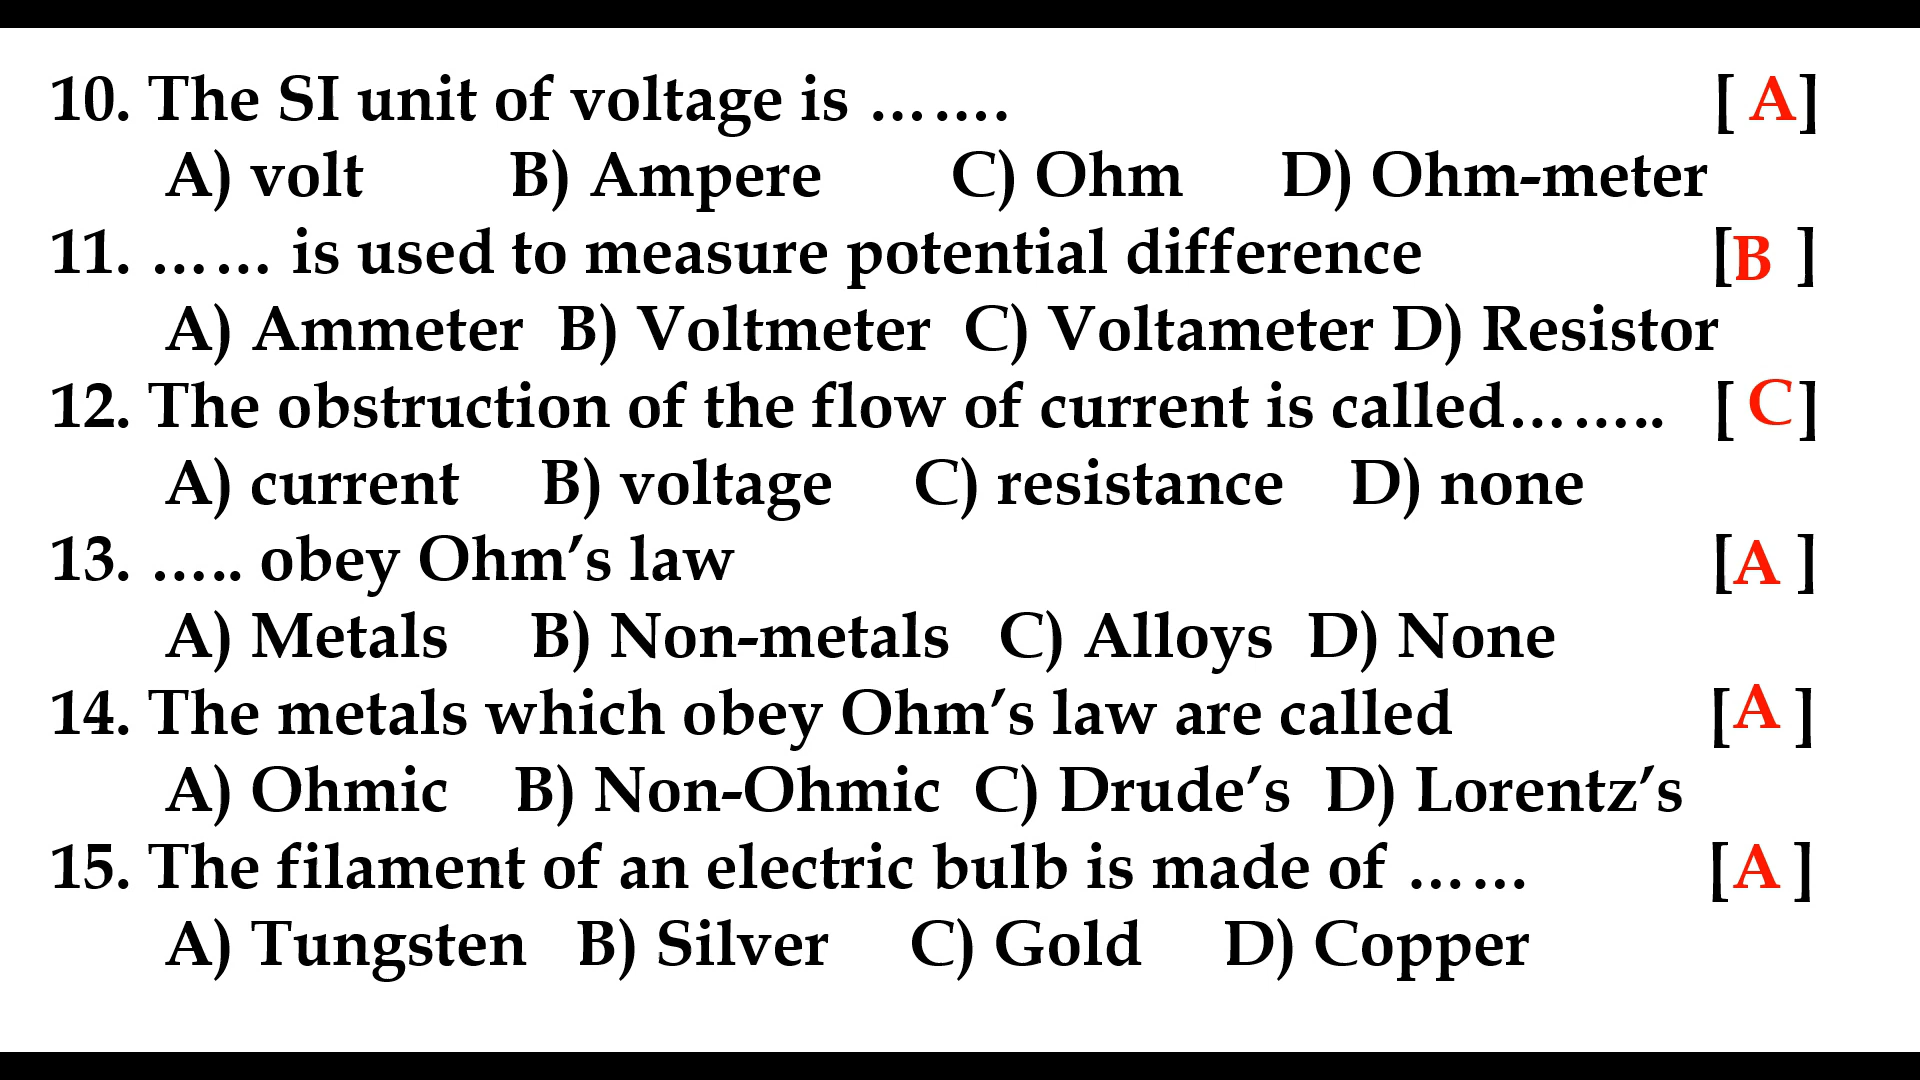 10. The SI unit of voltage is ……. [ A]
A) volt B) Ampere C) Ohm D) Ohm-meter
11. …… is used to measure potential difference [B ]
A) Ammeter B) Voltmeter C) Voltameter D) Resistor
12. The obstruction of the flow of current is called…….. [ C]
A) current B) voltage C) resistance D) none
13. ….. obey Ohm’s law [A ]
A) Metals B) Non-metals C) Alloys D) None
14. The metals which obey Ohm’s law are called [A ]
A) Ohmic B) Non-Ohmic C) Drude’s D) Lorentz’s
15. The filament of an electric bulb is made of …… [A ]
A) Tungsten B) Silver C) Gold D) Copper